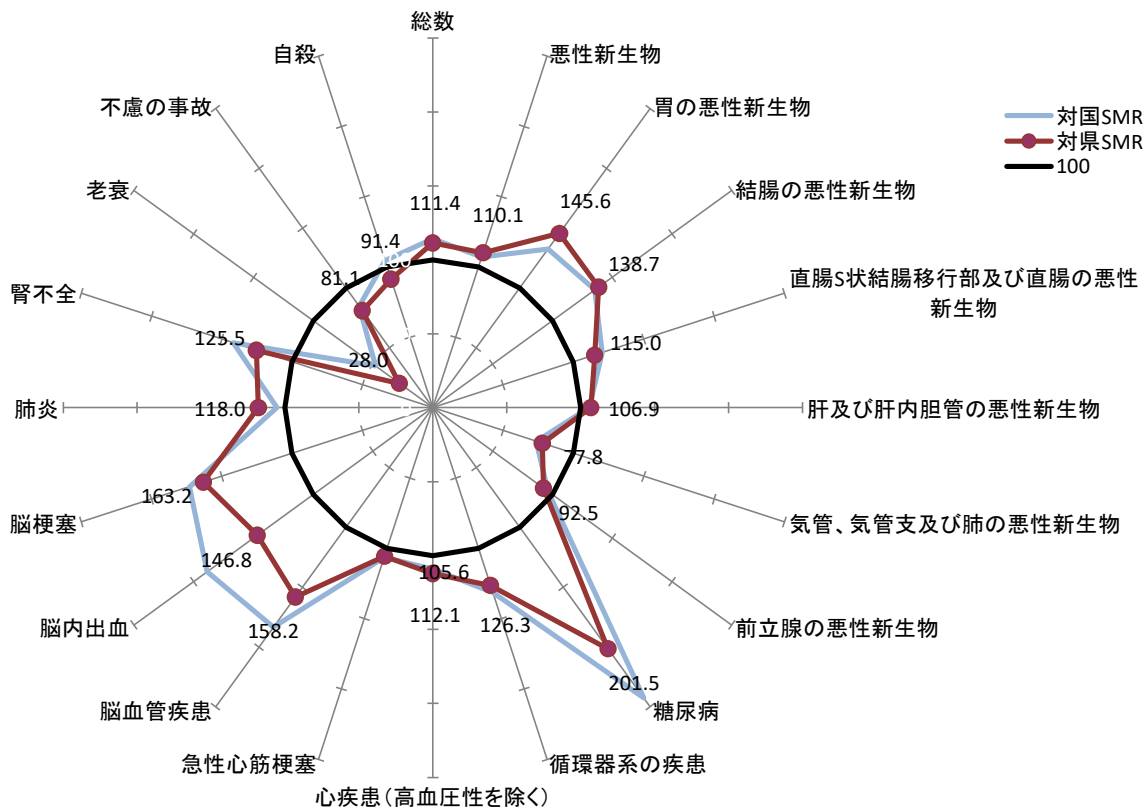 総数
自殺
悪性新生物
不慮の事故
胃の悪性新生物
対国SMR
対県SMR
100
老衰
結腸の悪性新生物
111.4
110.1
145.6
91.4
100
138.7
81.1
腎不全
直腸S状結腸移行部及び直腸の悪性
新生物
125.5
115.0
28.0
肺炎
118.0
106.9
肝及び肝内胆管の悪性新生物
77.8
163.2
92.5
脳梗塞
気管、気管支及び肺の悪性新生物
146.8
105.6
112.1
126.3
脳内出血
158.2
前立腺の悪性新生物
201.5
脳血管疾患
糖尿病
急性心筋梗塞
循環器系の疾患
心疾患(高血圧性を除く)